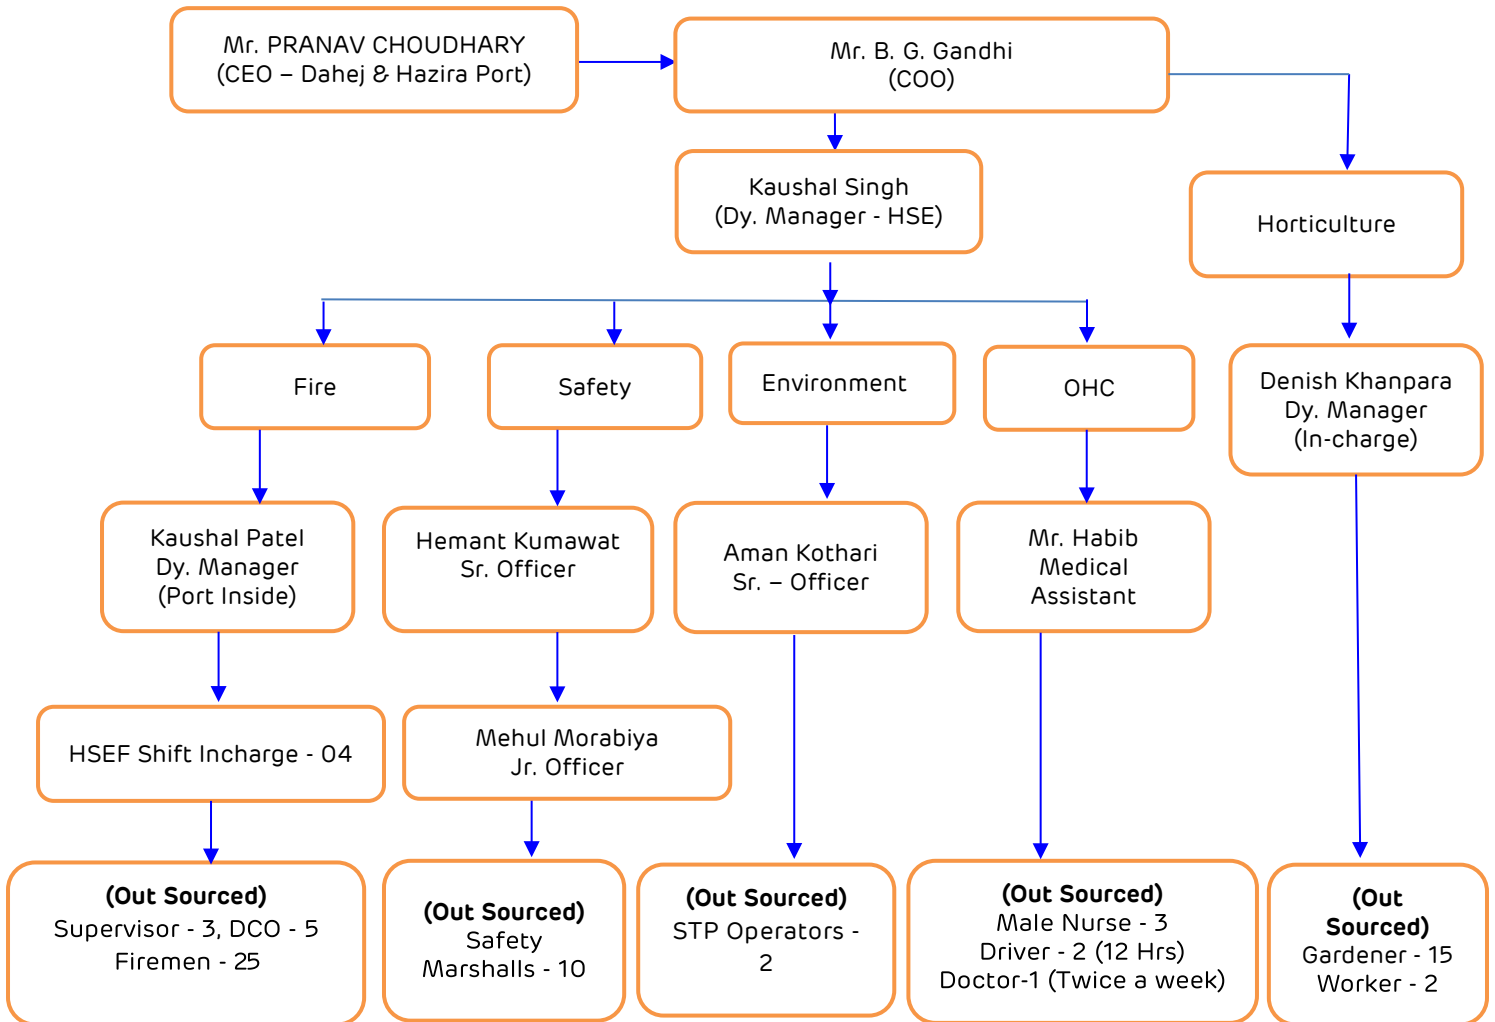 Mr. PRANAV CHOUDHARY
(CEO – Dahej & Hazira Port)
Mr. B. G. Gandhi
(COO)
Kaushal Singh
(Dy. Manager - HSE)
Horticulture
Fire
Safety
Environment
OHC
Denish Khanpara
Dy. Manager
(In-charge)
Kaushal Patel
Dy. Manager
(Port Inside)
Hemant Kumawat
Sr. Officer
Aman Kothari
Sr. – Officer
Mr. Habib
Medical
Assistant
HSEF Shift Incharge - 04
Mehul Morabiya
Jr. Officer
(Out Sourced)
Supervisor - 3, DCO - 5
Firemen - 25
(Out Sourced)
Safety
Marshalls - 10
(Out Sourced)
STP Operators -
2
(Out Sourced)
Male Nurse - 3
Driver - 2 (12 Hrs)
Doctor-1 (Twice a week)
(Out
Sourced)
Gardener - 15
Worker - 2